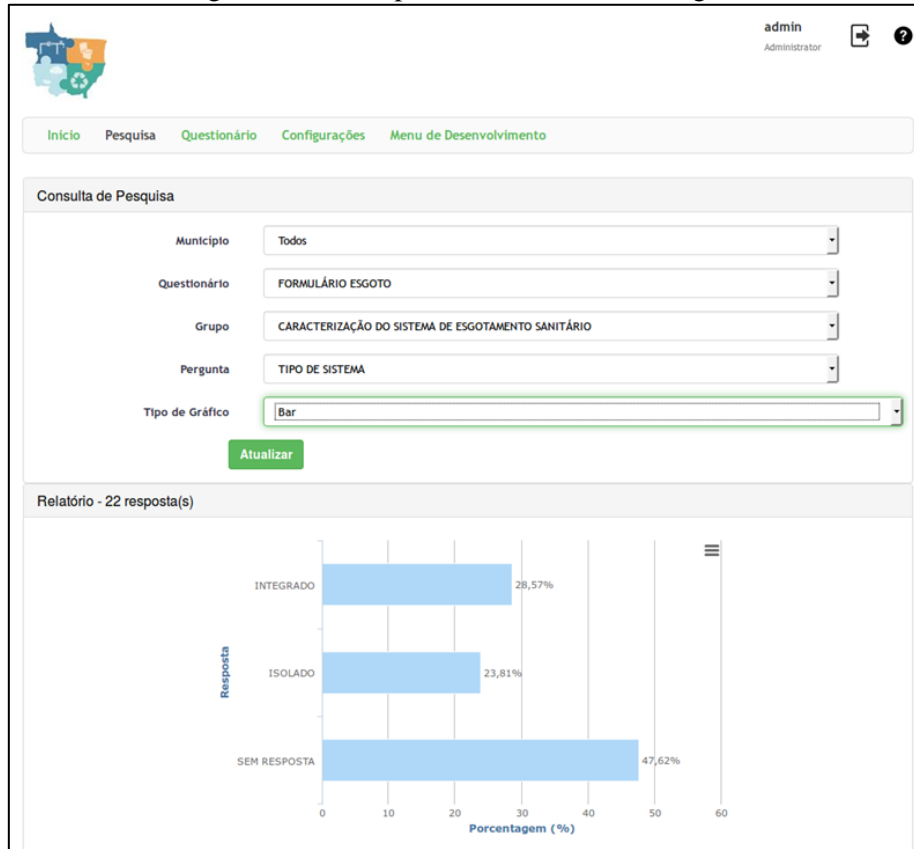 admin
Administrator
Início Pesquisa Questionário Configurações Menu de Desenvolvimento
Consulta de Pesquisa
Município Todos
Questionário FORMULÁRIO ESGOTO
Grupo CARACTERIZAÇÃO DO SISTEMA DE ESGOTAMENTO SANITÁRIO
Pergunta TIPO DE SISTEMA
Tipo de Gráfico Bar
Atualizar
Relatório - 22 resposta(s)
INTEGRADO 28,57%
Resposta
ISOLADO 23,81%
SEM RESPOSTA 47,62%
0 10 20 30 40 50 60
Porcentagem (%)